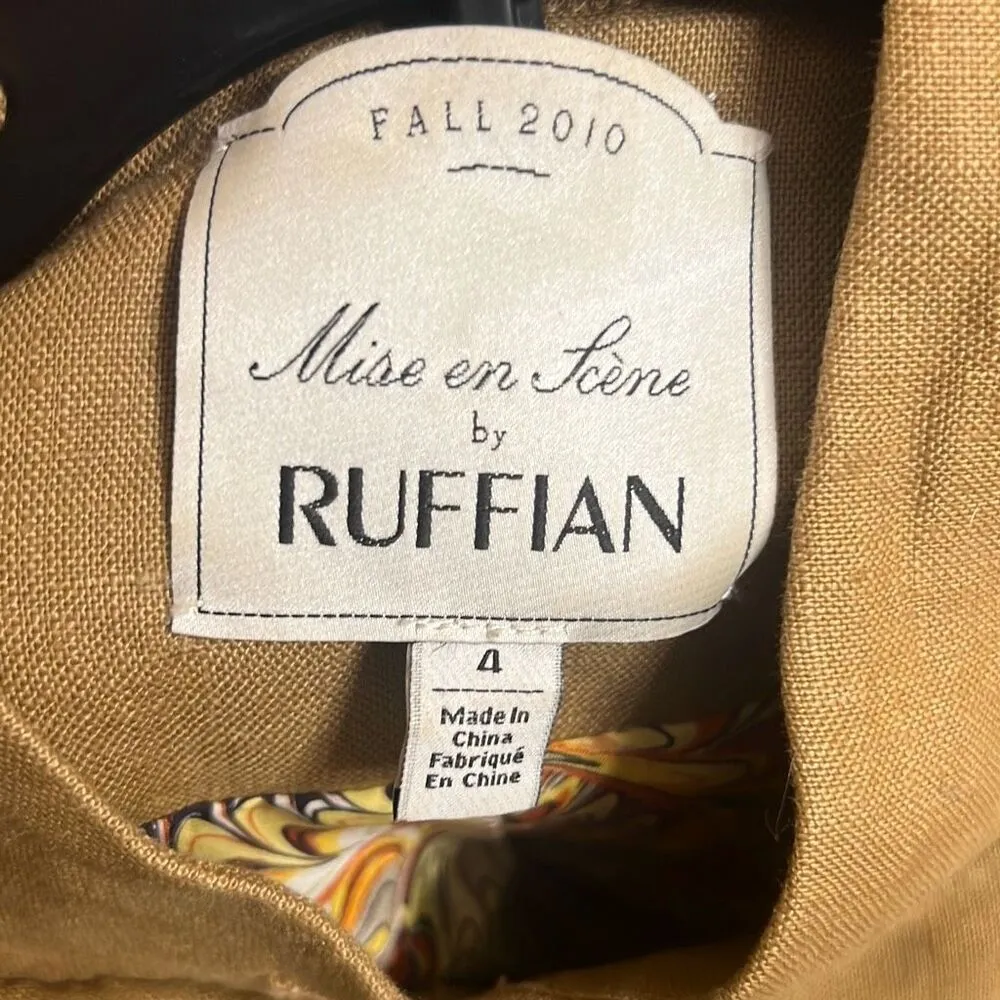 FALL 2010
Mise en Scène
by
RUFFIAN
4
Made In
China
Fabriqué
En Chine